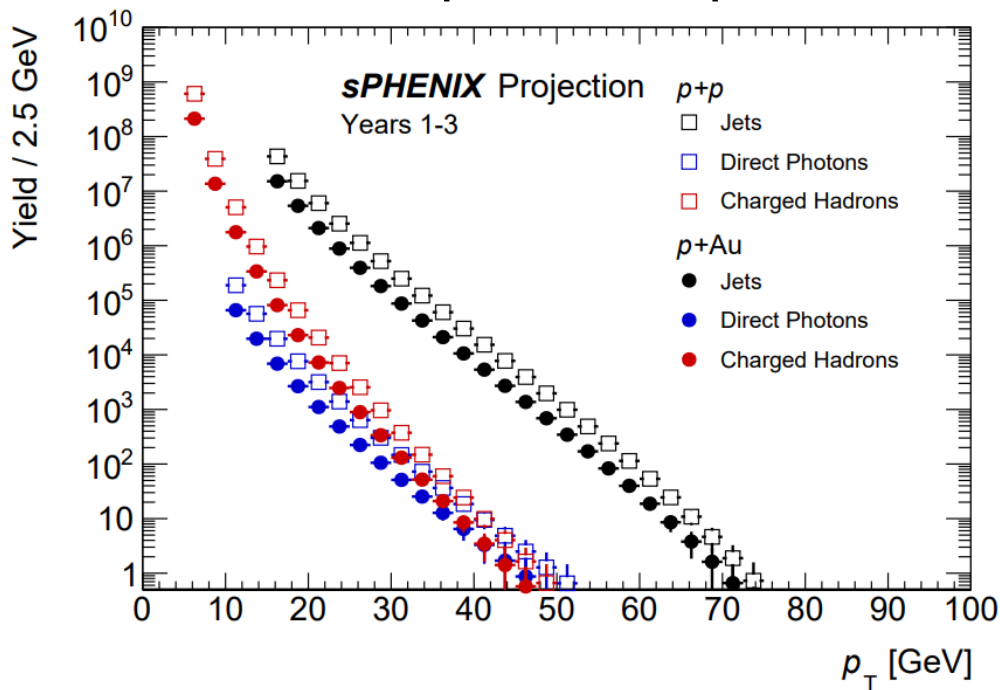 sPHENIX Projection
Years 1-3
p+p
Jets
Direct Photons
Charged Hadrons
p+Au
Jets
Direct Photons
Charged Hadrons
Yield / 2.5 GeV
10^10
10^9
10^8
10^7
10^6
10^5
10^4
10^3
10^2
10
1
0 10 20 30 40 50 60 70 80 90 100
p_T [GeV]